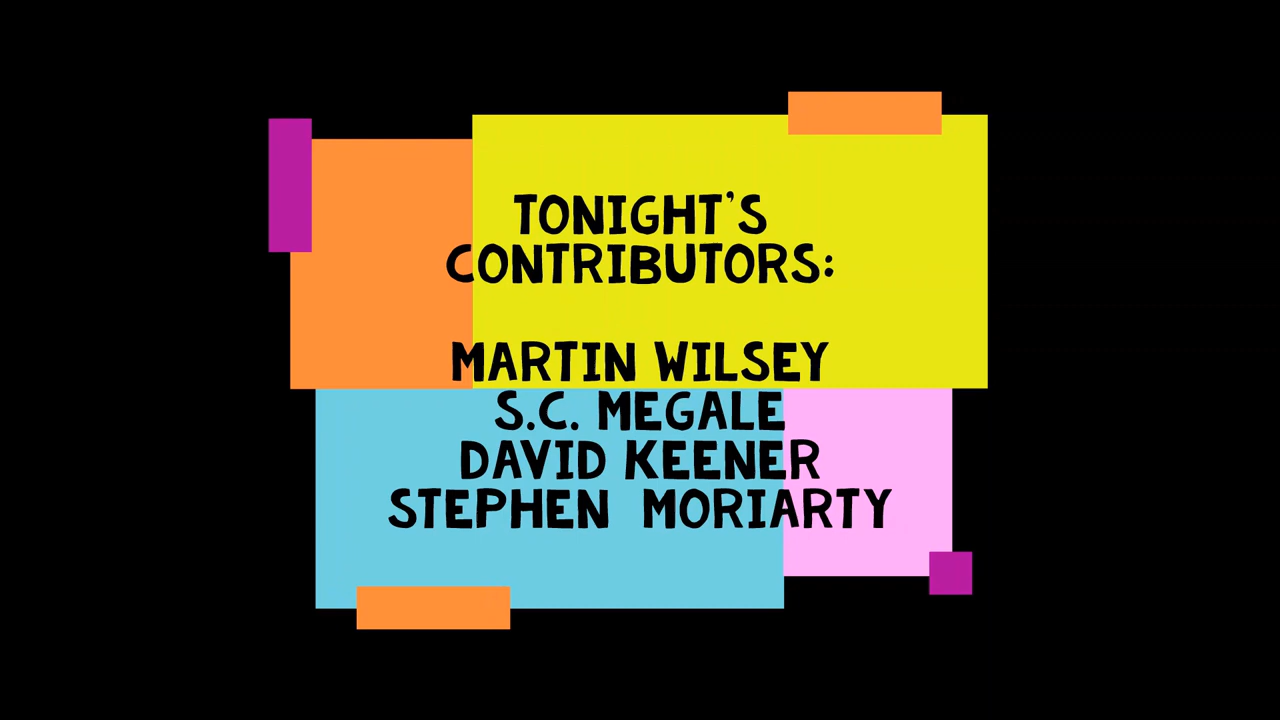 TONIGHT'S
CONTRIBUTORS:
MARTIN WILSEY
S.C. MEGALE
DAVID KEENER
STEPHEN MORIARTY